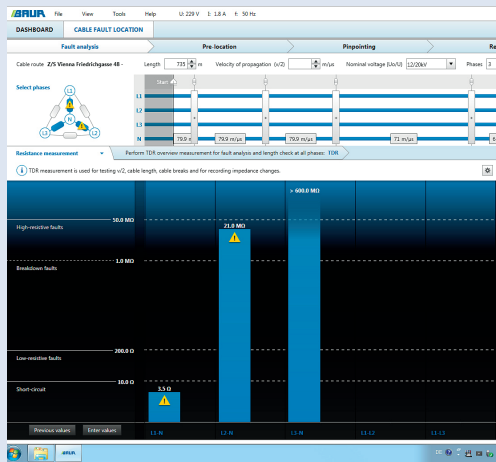 BAUR File View Tools Help U: 229 V I: 1.8 A f: 50 Hz
DASHBOARD CABLE FAULT LOCATION
Fault analysis Pre-location Pinpointing Re
Cable route Z/S Vienna Friedrichgasse 48 - Length 735 m Velocity of propagation (v/2) m/µs Nominal voltage (Uo/U) 12/20kV Phases 3
Select phases
Start
L1
L1
L2
L3
N
L3
L2
N
79.9 79.9 m/µs 79.9 m/µs 71 m/µs 6
Resistance measurement Perform TDR overview measurement for fault analysis and length check at all phases: TDR
i TDR measurement is used for testing v/2, cable length, cable breaks and for recording impedance changes.
> 600.0 MΩ
50.0 MΩ
High-resistive faults
21.0 MΩ
1.0 MΩ
Breakdown faults
200.0 Ω
Low-resistive faults
10.0 Ω
Short-circuit
3.5 Ω
Previous values Enter values
L1-N L2-N L3-N L1-L2 L1-L3
BAUR
DE